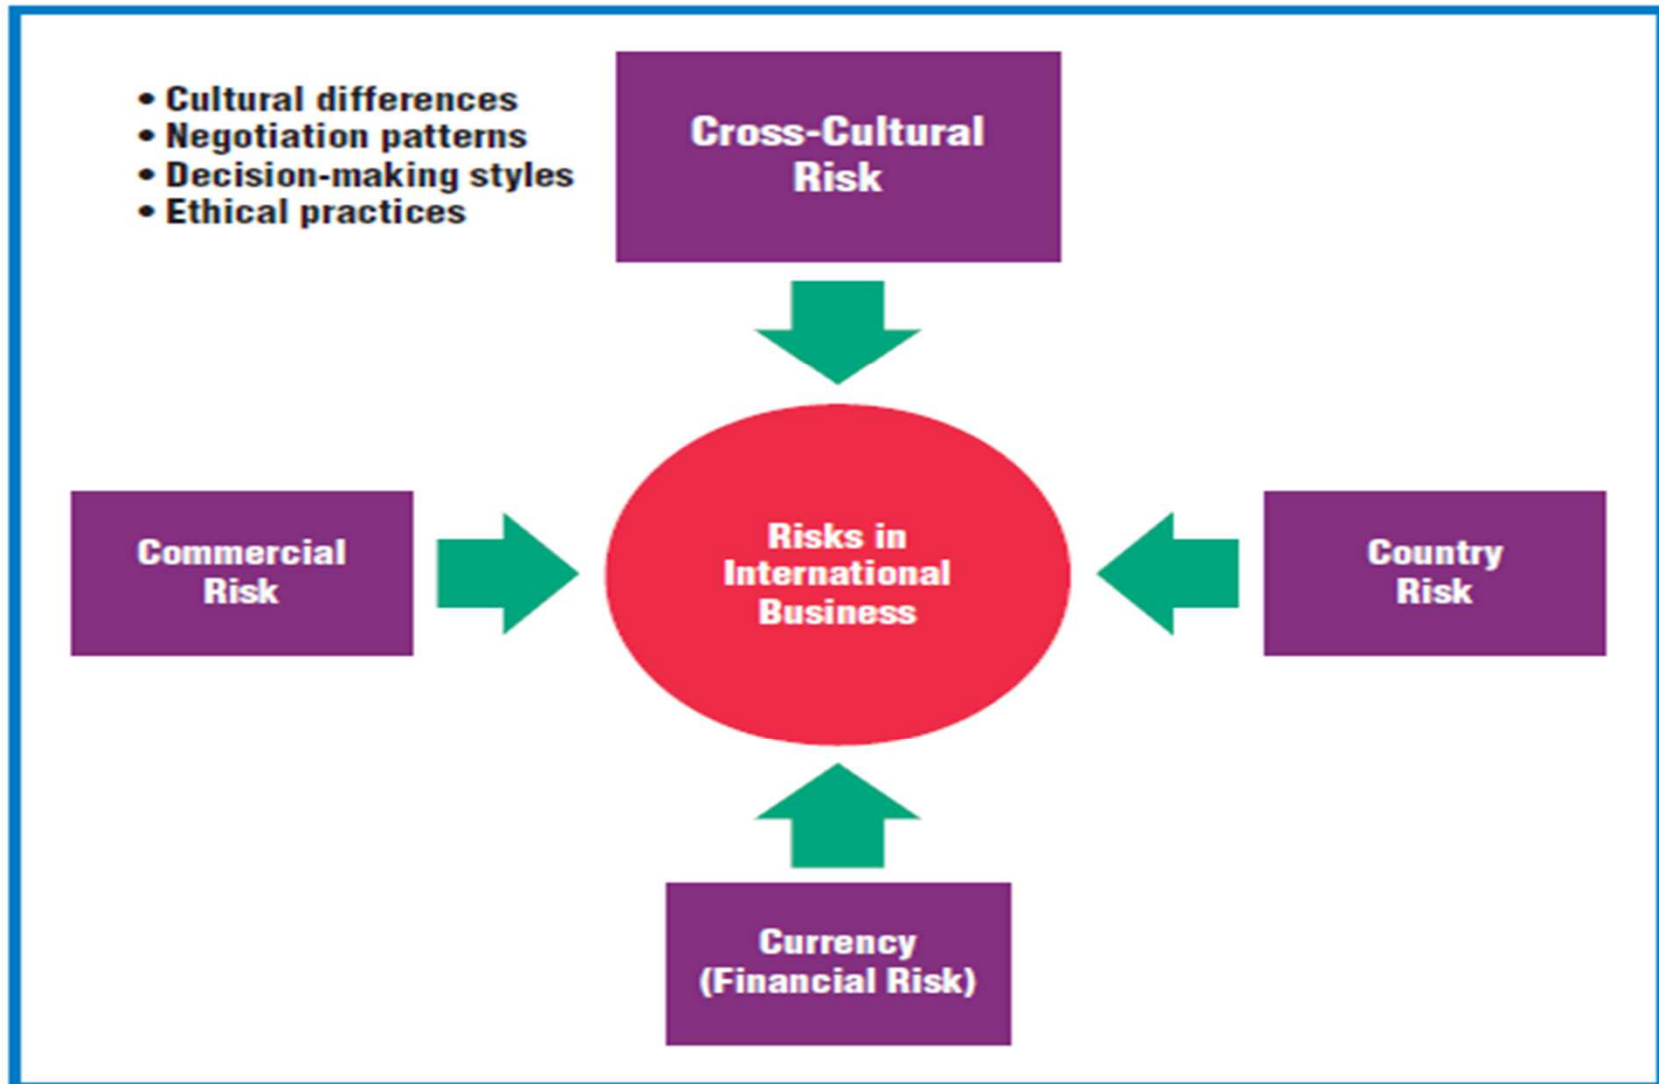 • Cultural differences
• Negotiation patterns
• Decision-making styles
• Ethical practices
Cross-Cultural
Risk
Commercial
Risk
Risks in
International
Business
Country
Risk
Currency
(Financial Risk)